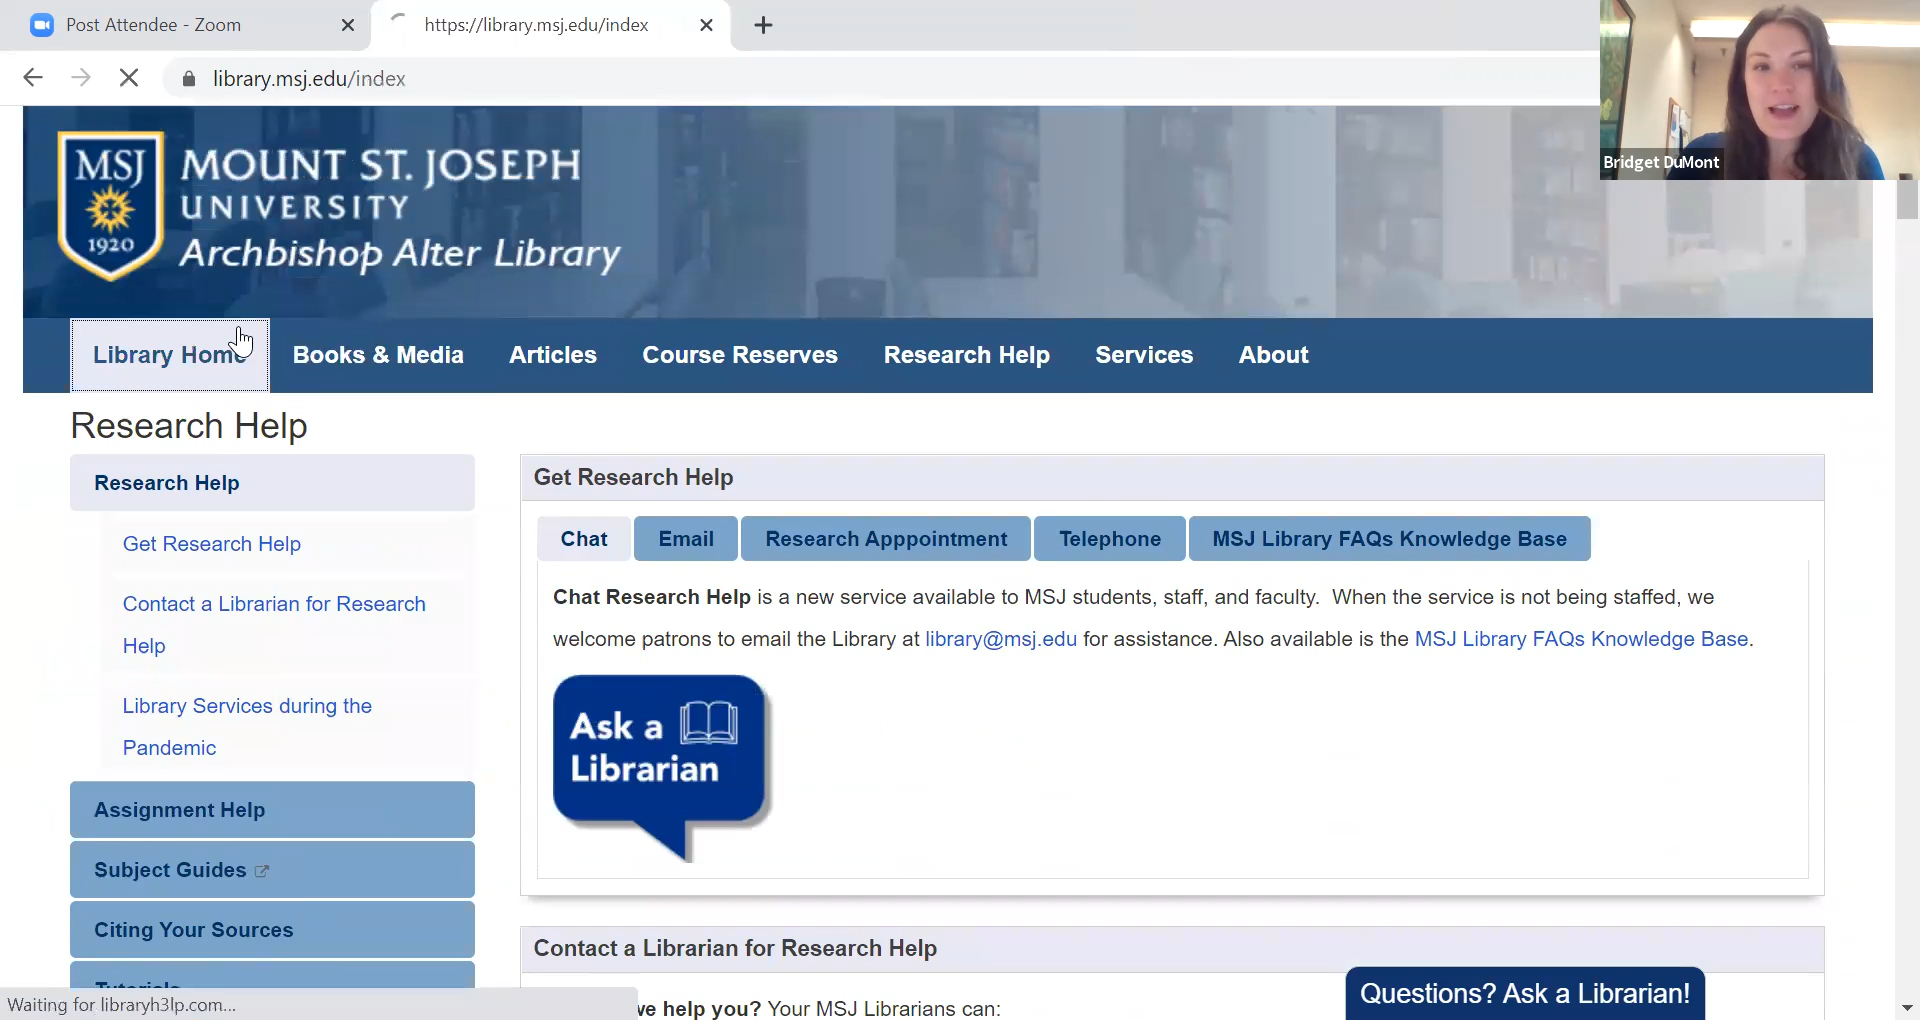 Post Attendee - Zoom
https://library.msj.edu/index
library.msj.edu/index
Bridget DuMont
MSJ
1920
MOUNT ST. JOSEPH
UNIVERSITY
Archbishop Alter Library
Library Home
Books & Media
Articles
Course Reserves
Research Help
Services
About
Research Help
Research Help
Get Research Help
Contact a Librarian for Research
Help
Library Services during the
Pandemic
Assignment Help
Subject Guides
Citing Your Sources
Tutorials
Get Research Help
Chat
Email
Research Apppointment
Telephone
MSJ Library FAQs Knowledge Base
Chat Research Help is a new service available to MSJ students, staff, and faculty. When the service is not being staffed, we
welcome patrons to email the Library at library@msj.edu for assistance. Also available is the MSJ Library FAQs Knowledge Base.
Ask a
Librarian
Contact a Librarian for Research Help
we help you? Your MSJ Librarians can:
Questions? Ask a Librarian!
Waiting for libraryh3lp.com...